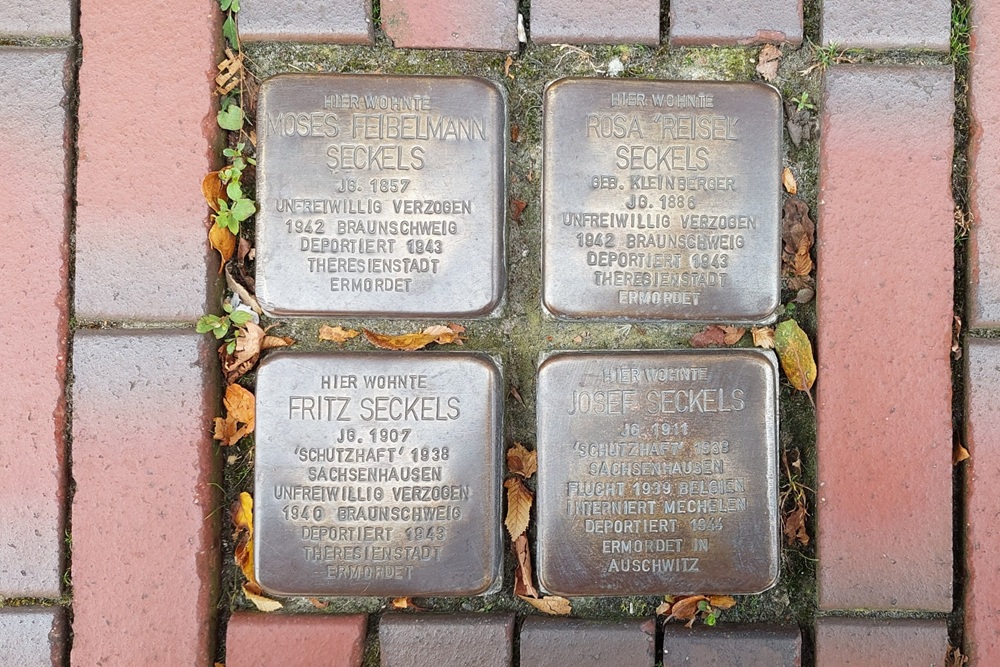 HIER WOHNTE
MOSES FEIBELMANN
SECKELS
JG. 1857
UNFREIWILLIG VERZOGEN
1942 BRAUNSCHWEIG
DEPORTIERT 1943
THERESIENSTADT
ERMORDET
HIER WOHNTE
ROSA 'REISEL'
SECKELS
GEB. KLEINBERGER
JG. 1886
UNFREIWILLIG VERZOGEN
1942 BRAUNSCHWEIG
DEPORTIERT 1943
THERESIENSTADT
ERMORDET
HIER WOHNTE
FRITZ SECKELS
JG. 1907
'SCHUTZHAFT' 1938
SACHSENHAUSEN
UNFREIWILLIG VERZOGEN
1940 BRAUNSCHWEIG
DEPORTIERT 1943
THERESIENSTADT
ERMORDET
HIER WOHNTE
JOSEF SECKELS
JG. 1911
'SCHUTZHAFT' 1938
SACHSENHAUSEN
FLUCHT 1939 BELGIEN
INTERNIERT MECHELEN
DEPORTIERT
ERMORDET IN
AUSCHWITZ